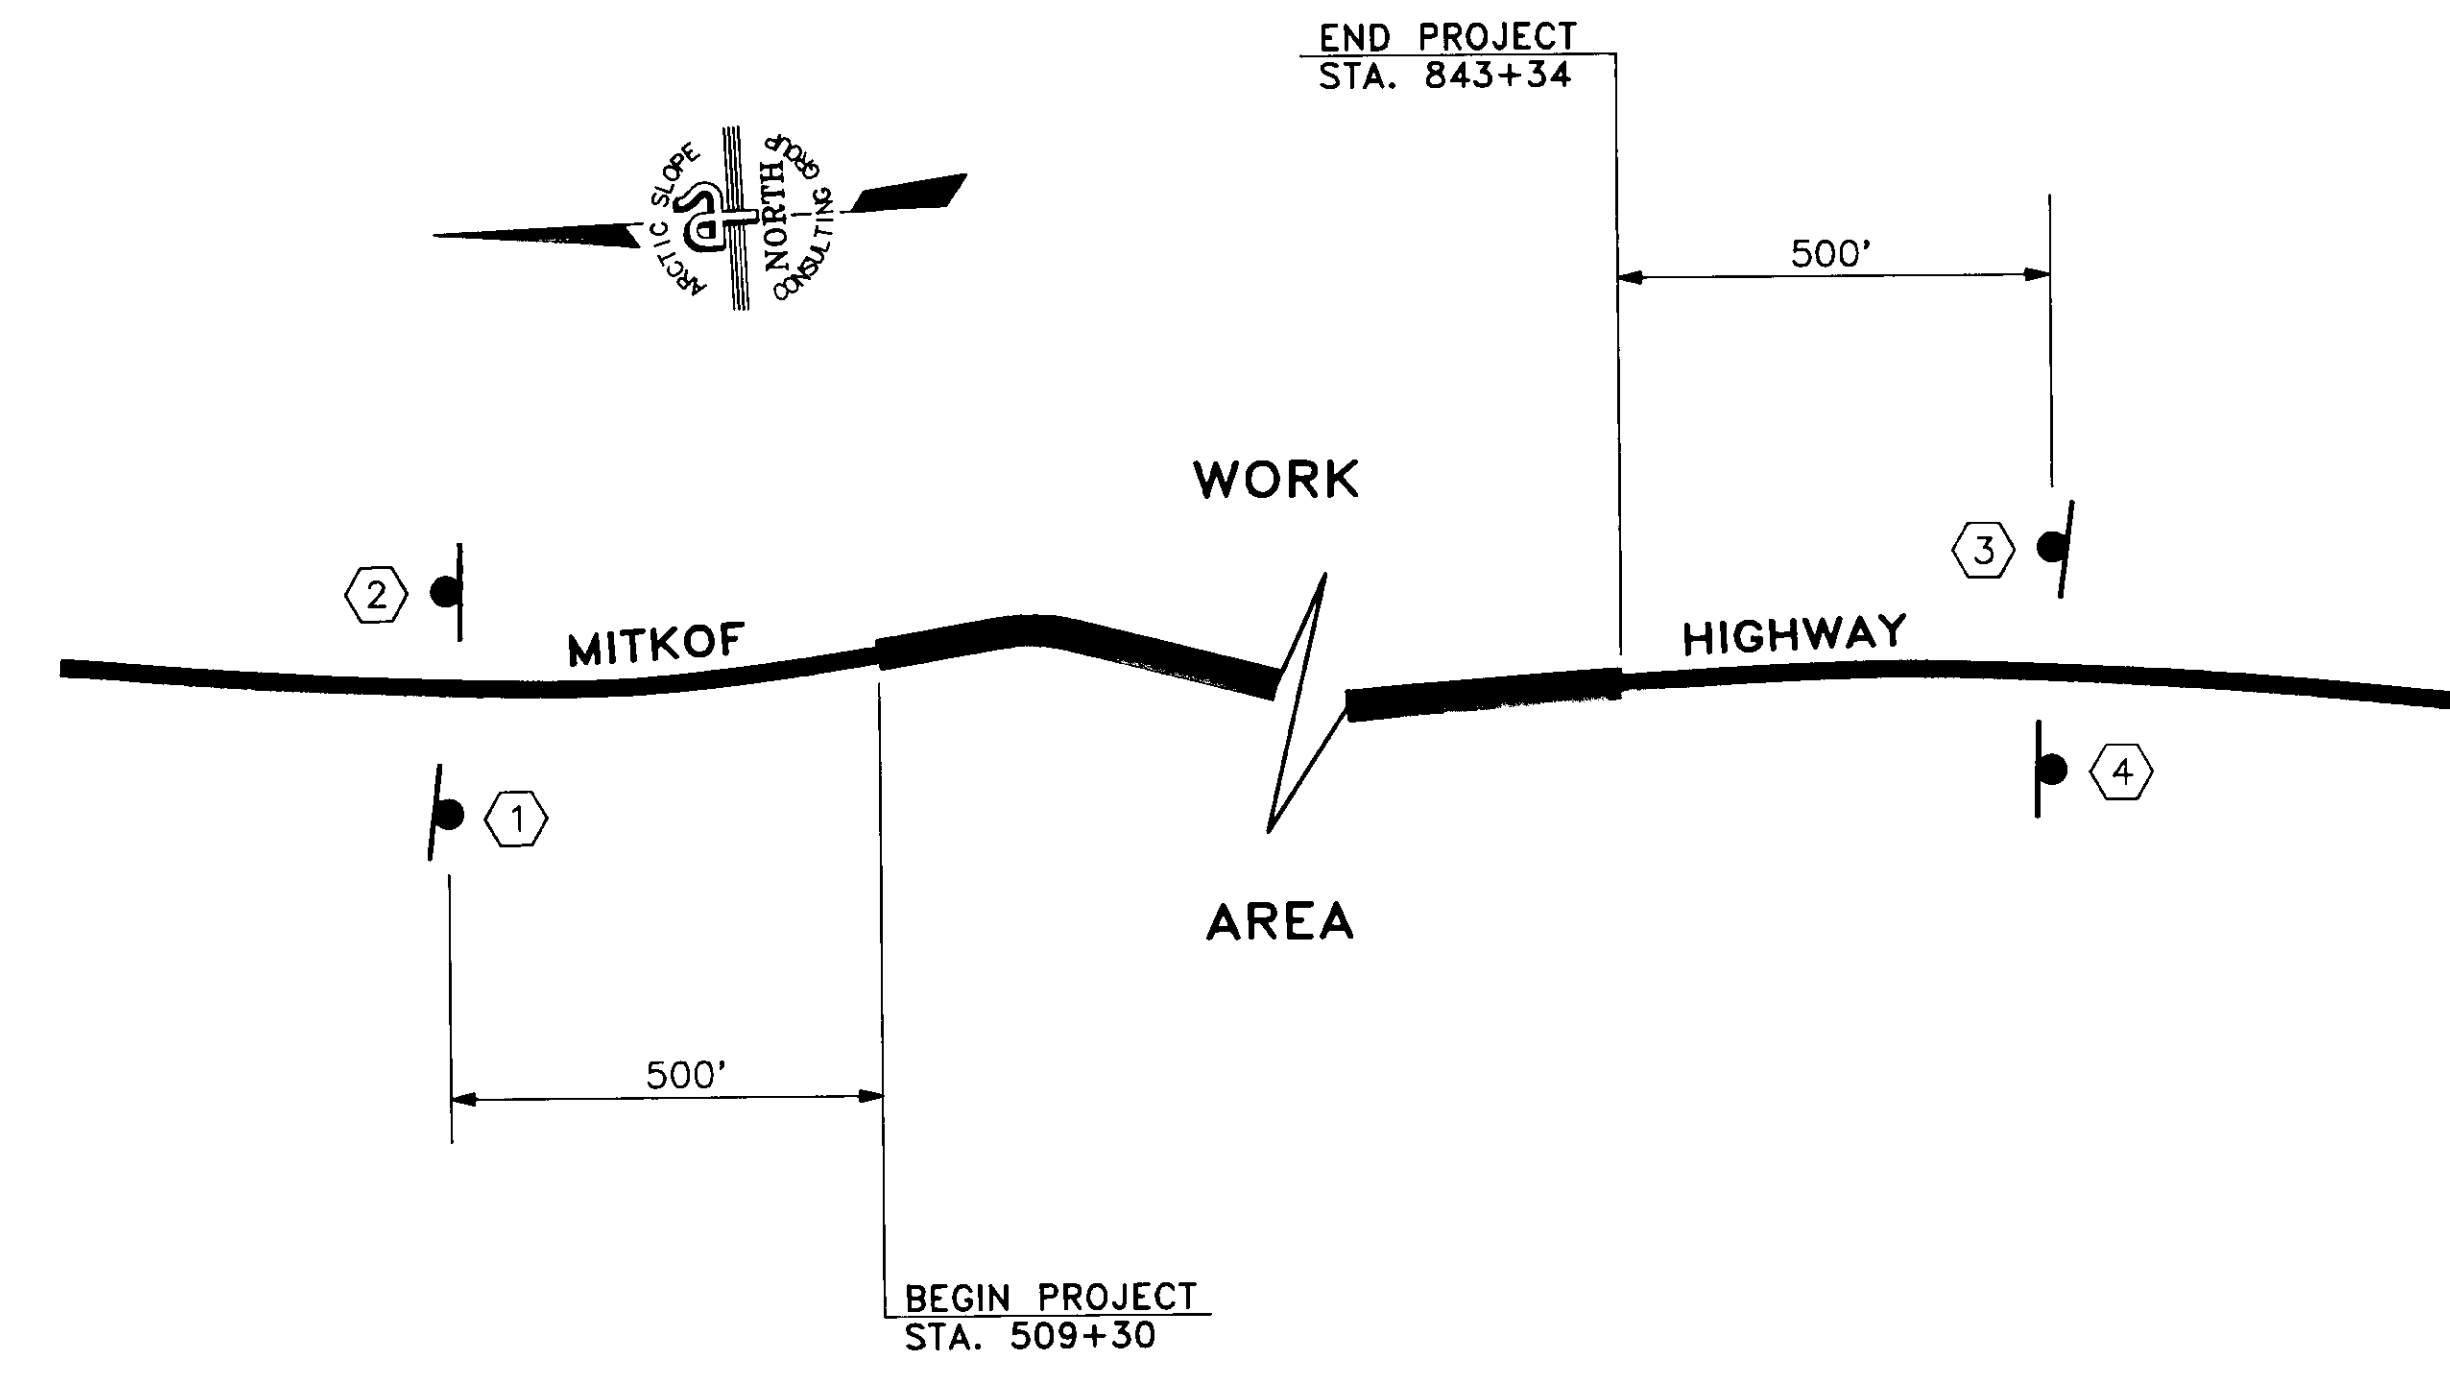 END PROJECT
STA. 843+34
ARCTIC SLOPE
NORTH
CONSULTING GROUP
500'
WORK
3
2
MITKOF
HIGHWAY
4
1
AREA
500'
BEGIN PROJECT
STA. 509+30